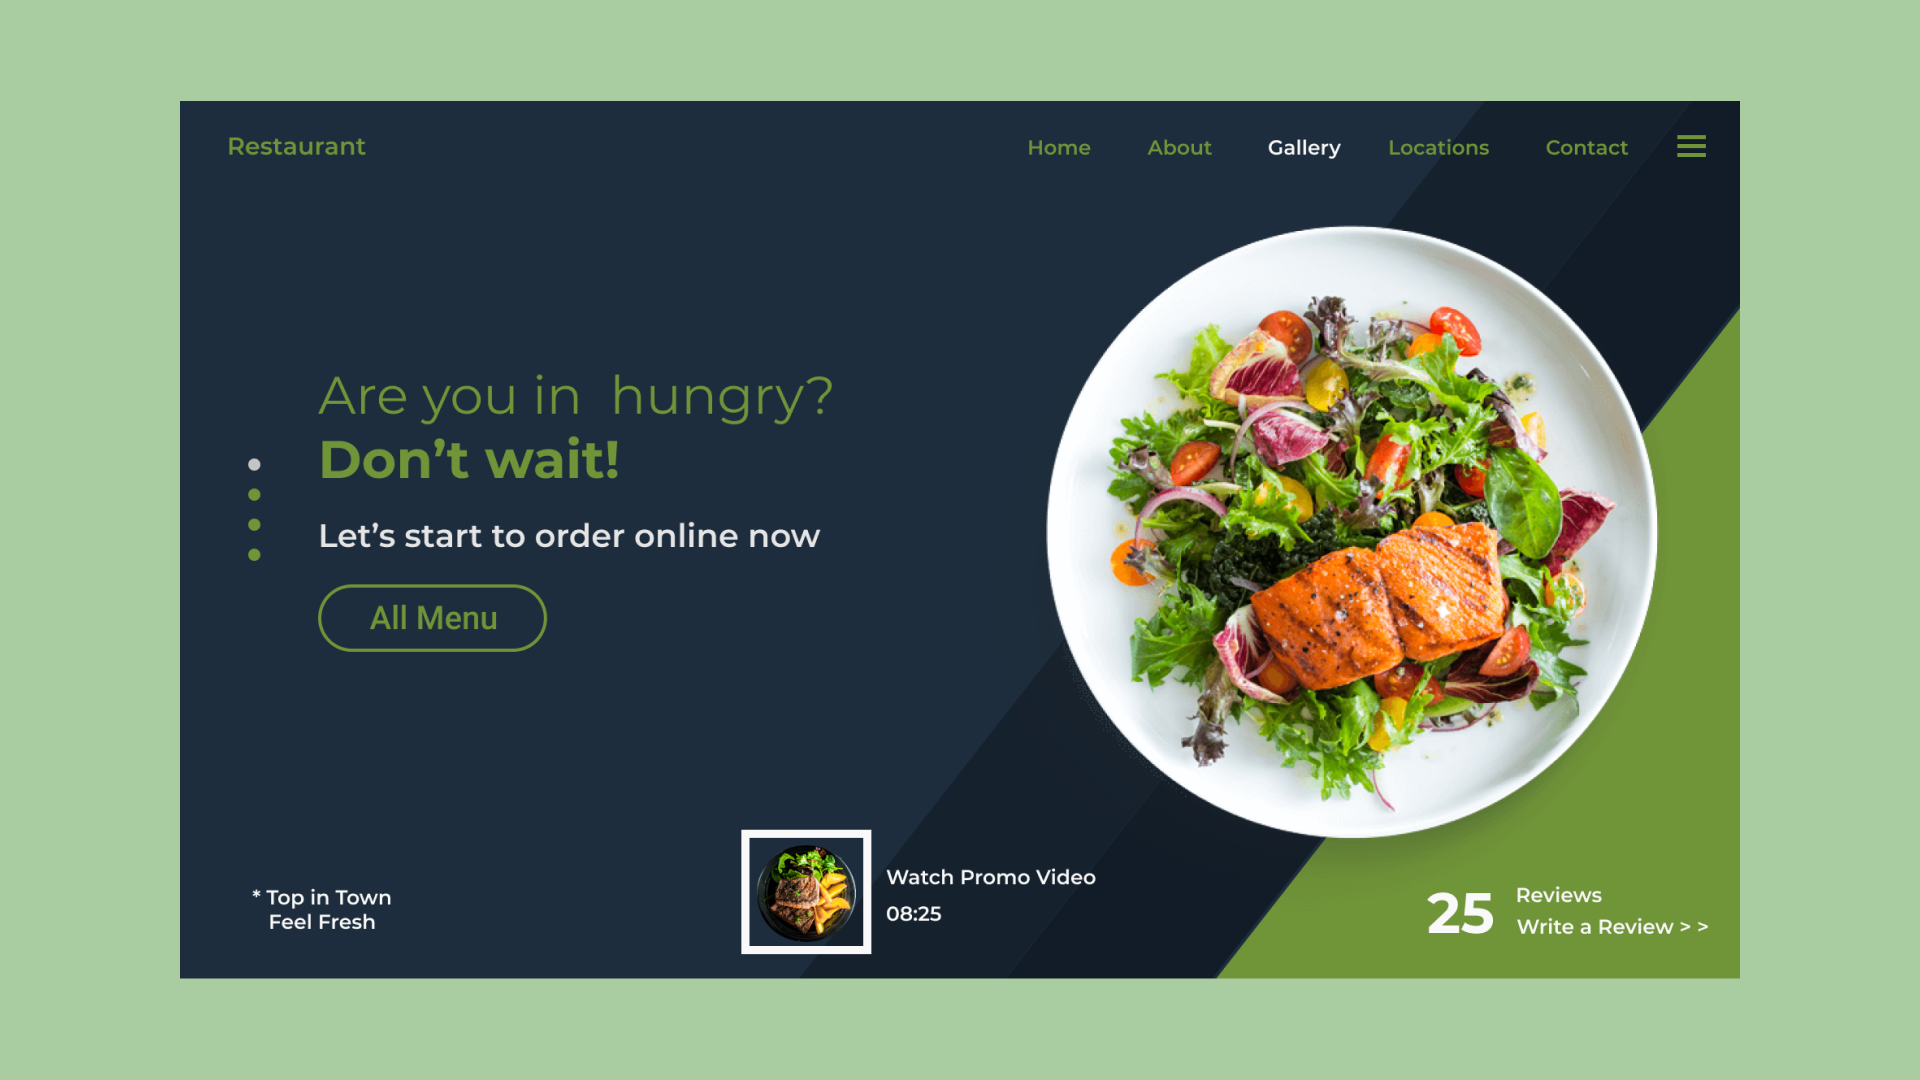 Restaurant
Home About Gallery Locations Contact
Are you in hungry?
Don’t wait!
Let’s start to order online now
All Menu
* Top in Town
Feel Fresh
Watch Promo Video
08:25
25 Reviews
Write a Review > >